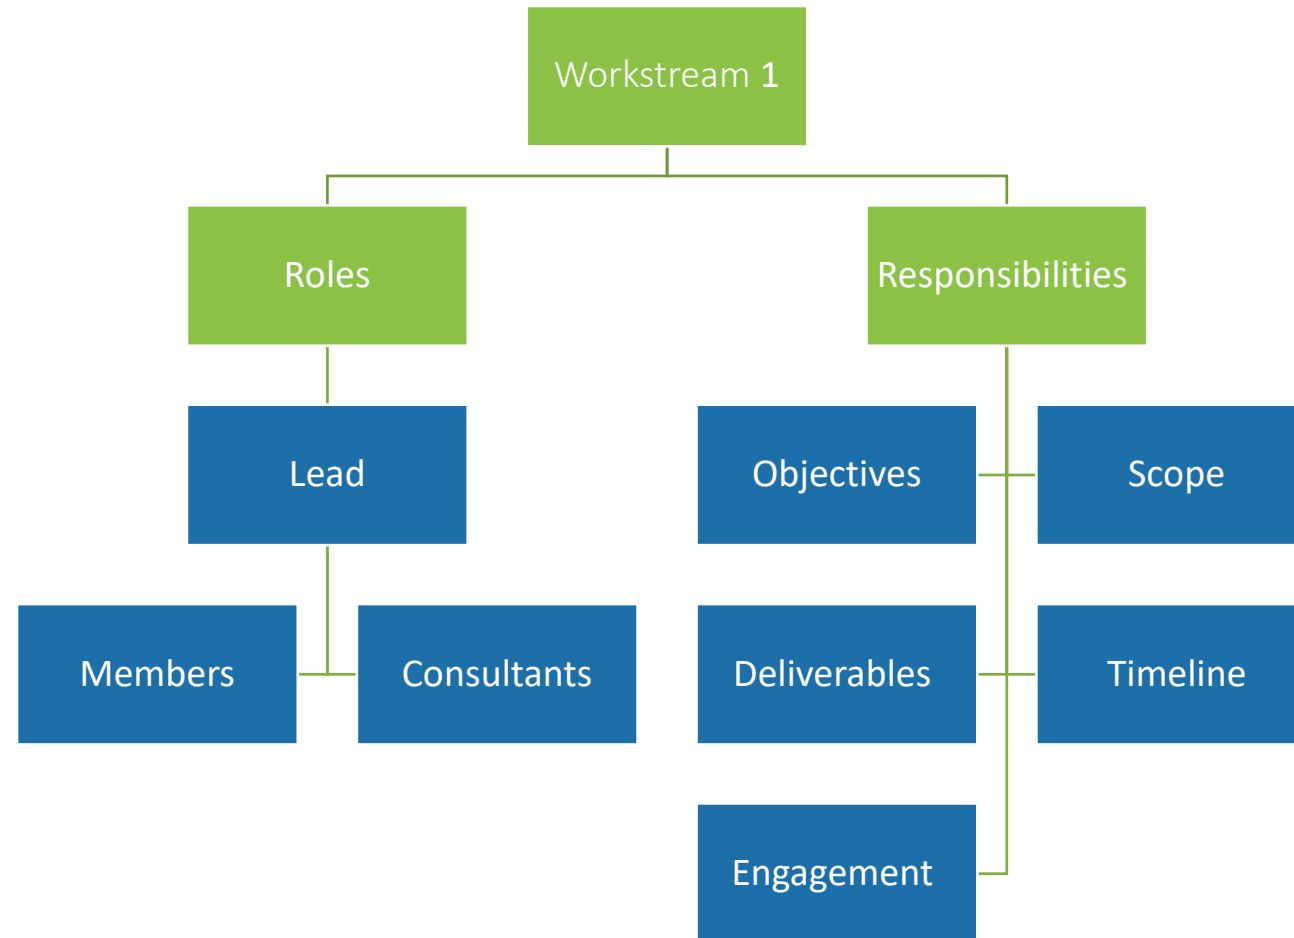 Workstream 1
Roles
Responsibilities
Lead
Objectives
Scope
Members
Consultants
Deliverables
Timeline
Engagement